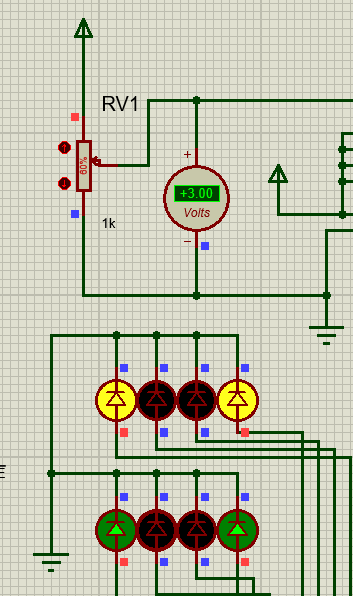 RV1
60%
+
+3.00
Volts
1k
−